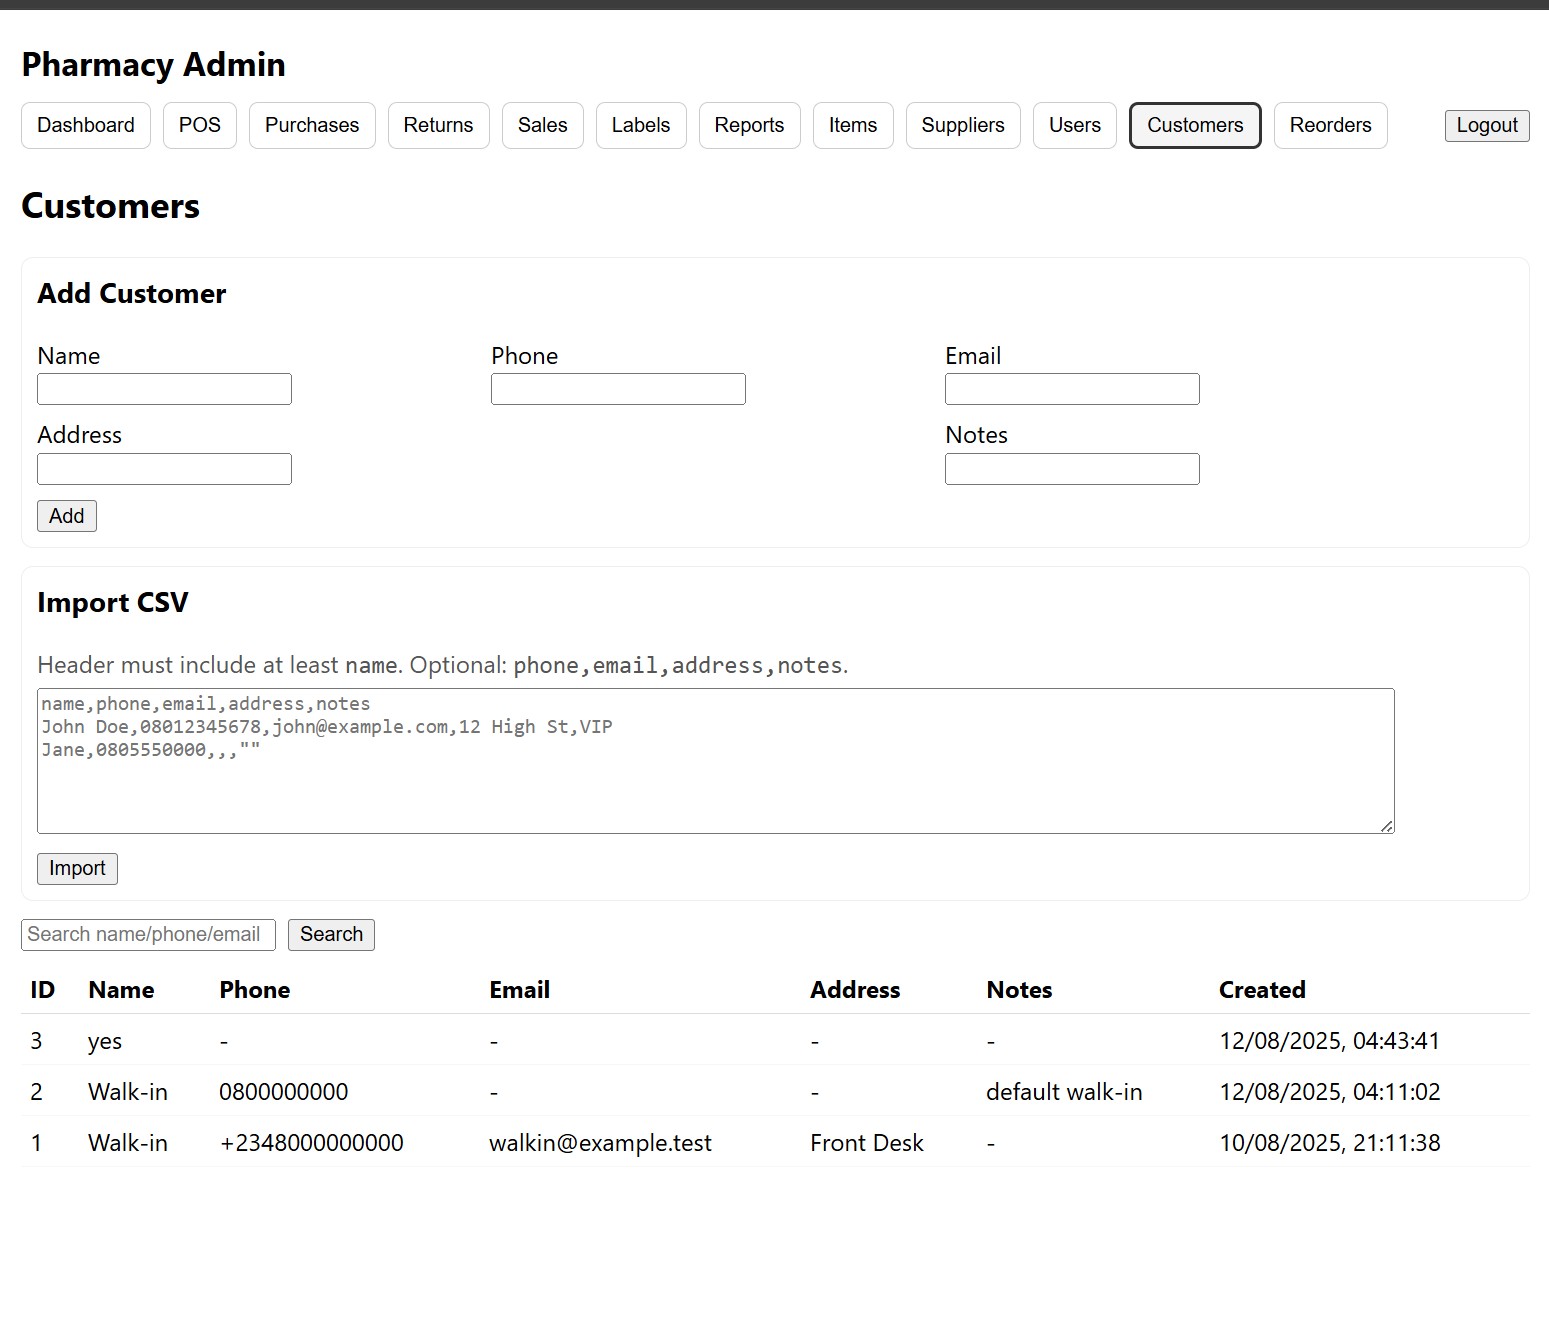 Pharmacy Admin
Dashboard POS Purchases Returns Sales Labels Reports Items Suppliers Users Customers Reorders Logout
Customers
Add Customer
Name Phone Email
Address Notes
Add
Import CSV
Header must include at least name. Optional: phone,email,address,notes.
name,phone,email,address,notes
John Doe,08012345678,john@example.com,12 High St,VIP
Jane,0805550000,,,""
Import
Search name/phone/email Search
ID Name Phone Email Address Notes Created
3 yes - - - - 12/08/2025, 04:43:41
2 Walk-in 0800000000 - - default walk-in 12/08/2025, 04:11:02
1 Walk-in +2348000000000 walkin@example.test Front Desk - 10/08/2025, 21:11:38